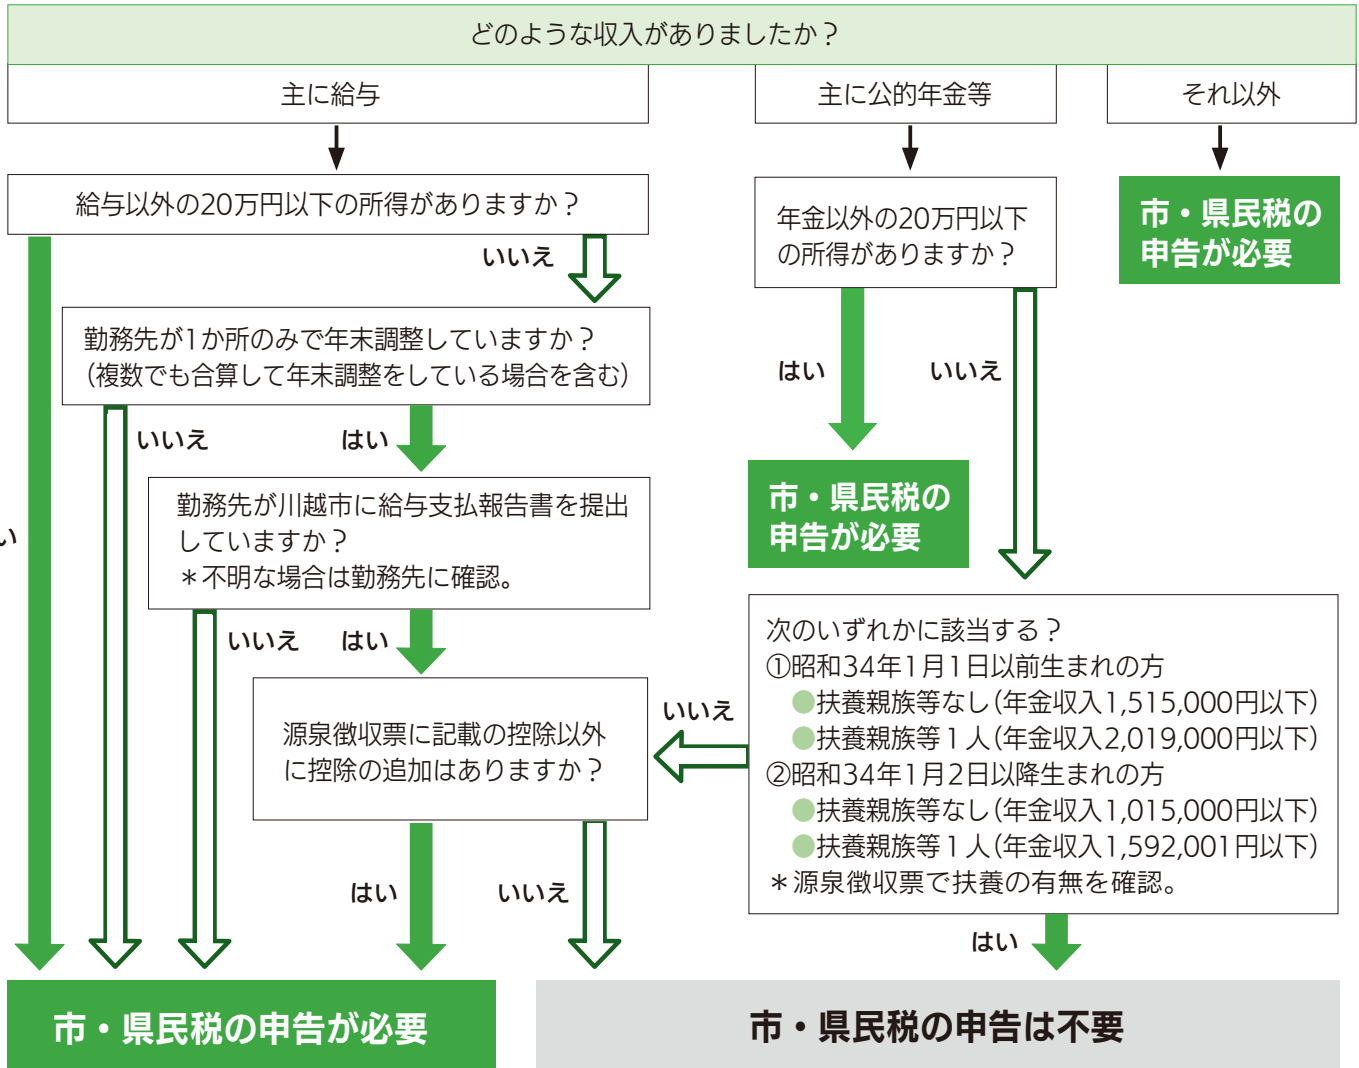 どのような収入がありましたか？
主に給与
主に公的年金等
それ以外
給与以外の20万円以下の所得がありますか？
年金以外の20万円以下
の所得がありますか？
市・県民税の
申告が必要
いいえ
勤務先が1か所のみで年末調整していますか？
（複数でも合算して年末調整をしている場合を含む）
はい
いいえ
いいえ
はい
市・県民税の
申告が必要
勤務先が川越市に給与支払報告書を提出
していますか？
＊不明な場合は勤務先に確認。
い
いいえ
はい
次のいずれかに該当する？
①昭和34年1月1日以前生まれの方
●扶養親族等なし（年金収入1,515,000円以下）
●扶養親族等１人（年金収入2,019,000円以下）
②昭和34年1月2日以降生まれの方
●扶養親族等なし（年金収入1,015,000円以下）
●扶養親族等１人（年金収入1,592,001円以下）
＊源泉徴収票で扶養の有無を確認。
いいえ
源泉徴収票に記載の控除以外
に控除の追加はありますか？
はい
いいえ
はい
市・県民税の申告が必要
市・県民税の申告は不要